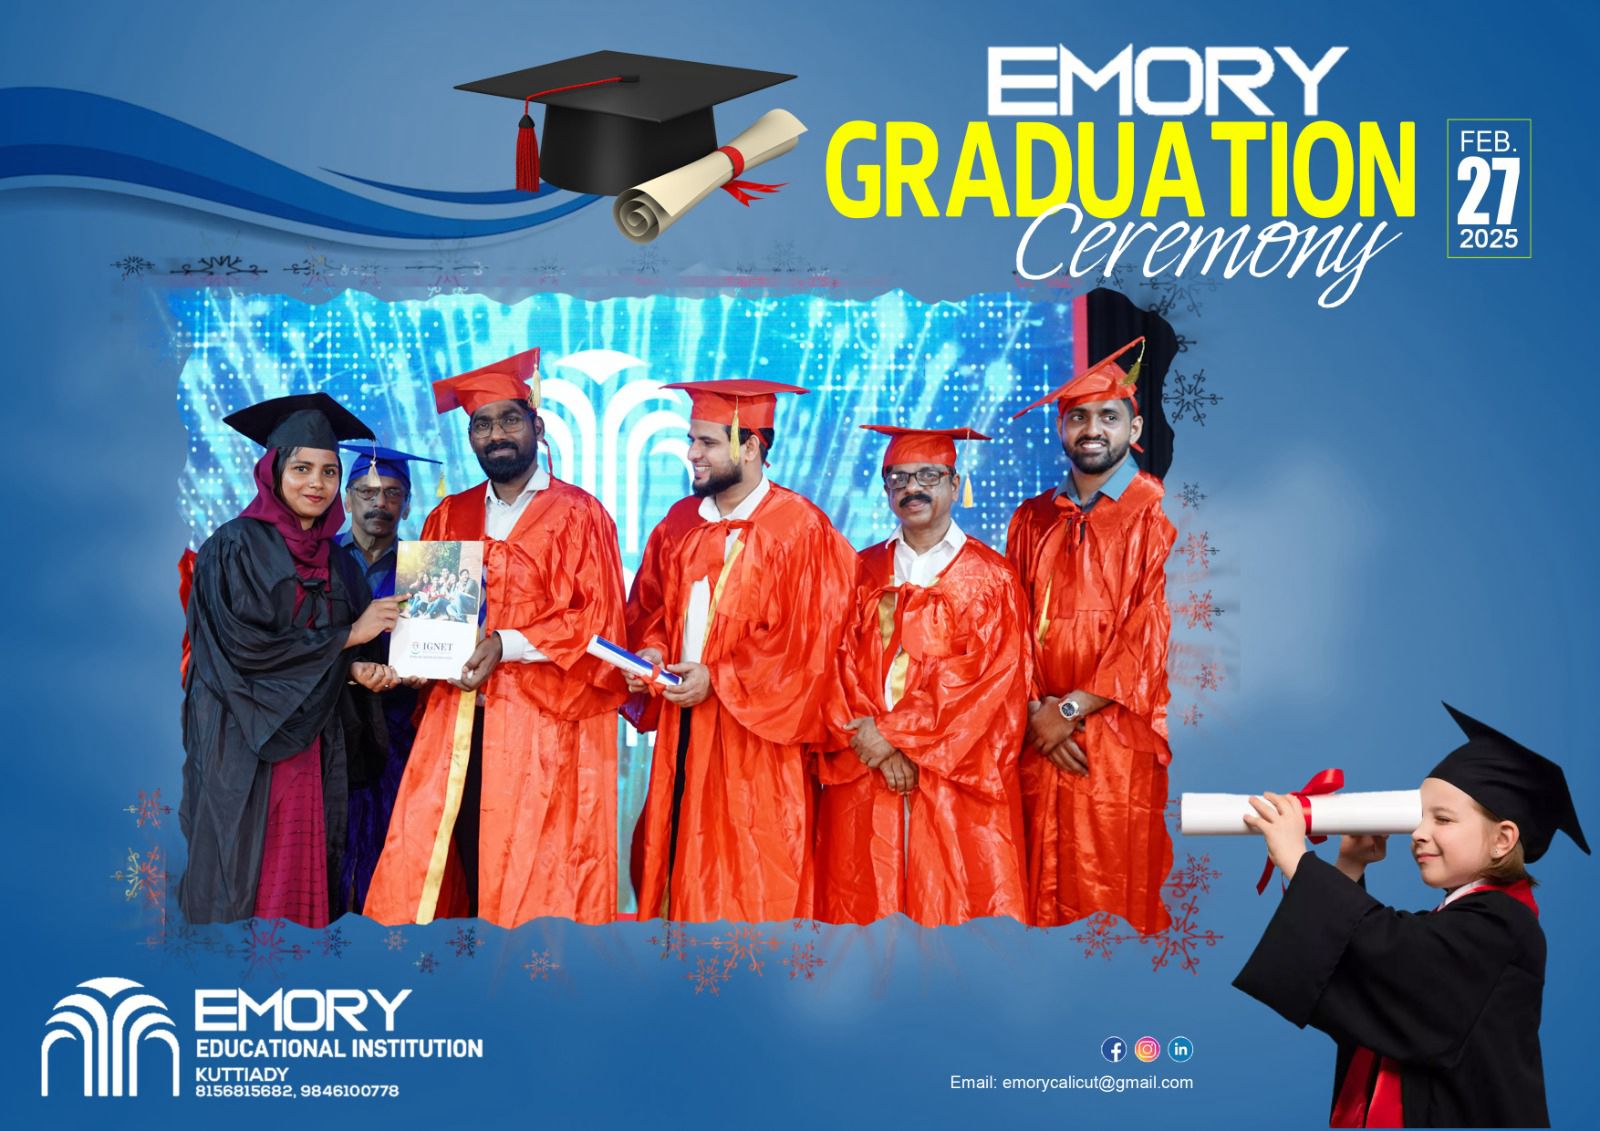 EMORY
GRADUATION
Ceremony
FEB.
27
2025
IGNET
EMORY
EDUCATIONAL INSTITUTION
KUTTIADY
8156815682, 9846100778
Email: emorycalicut@gmail.com